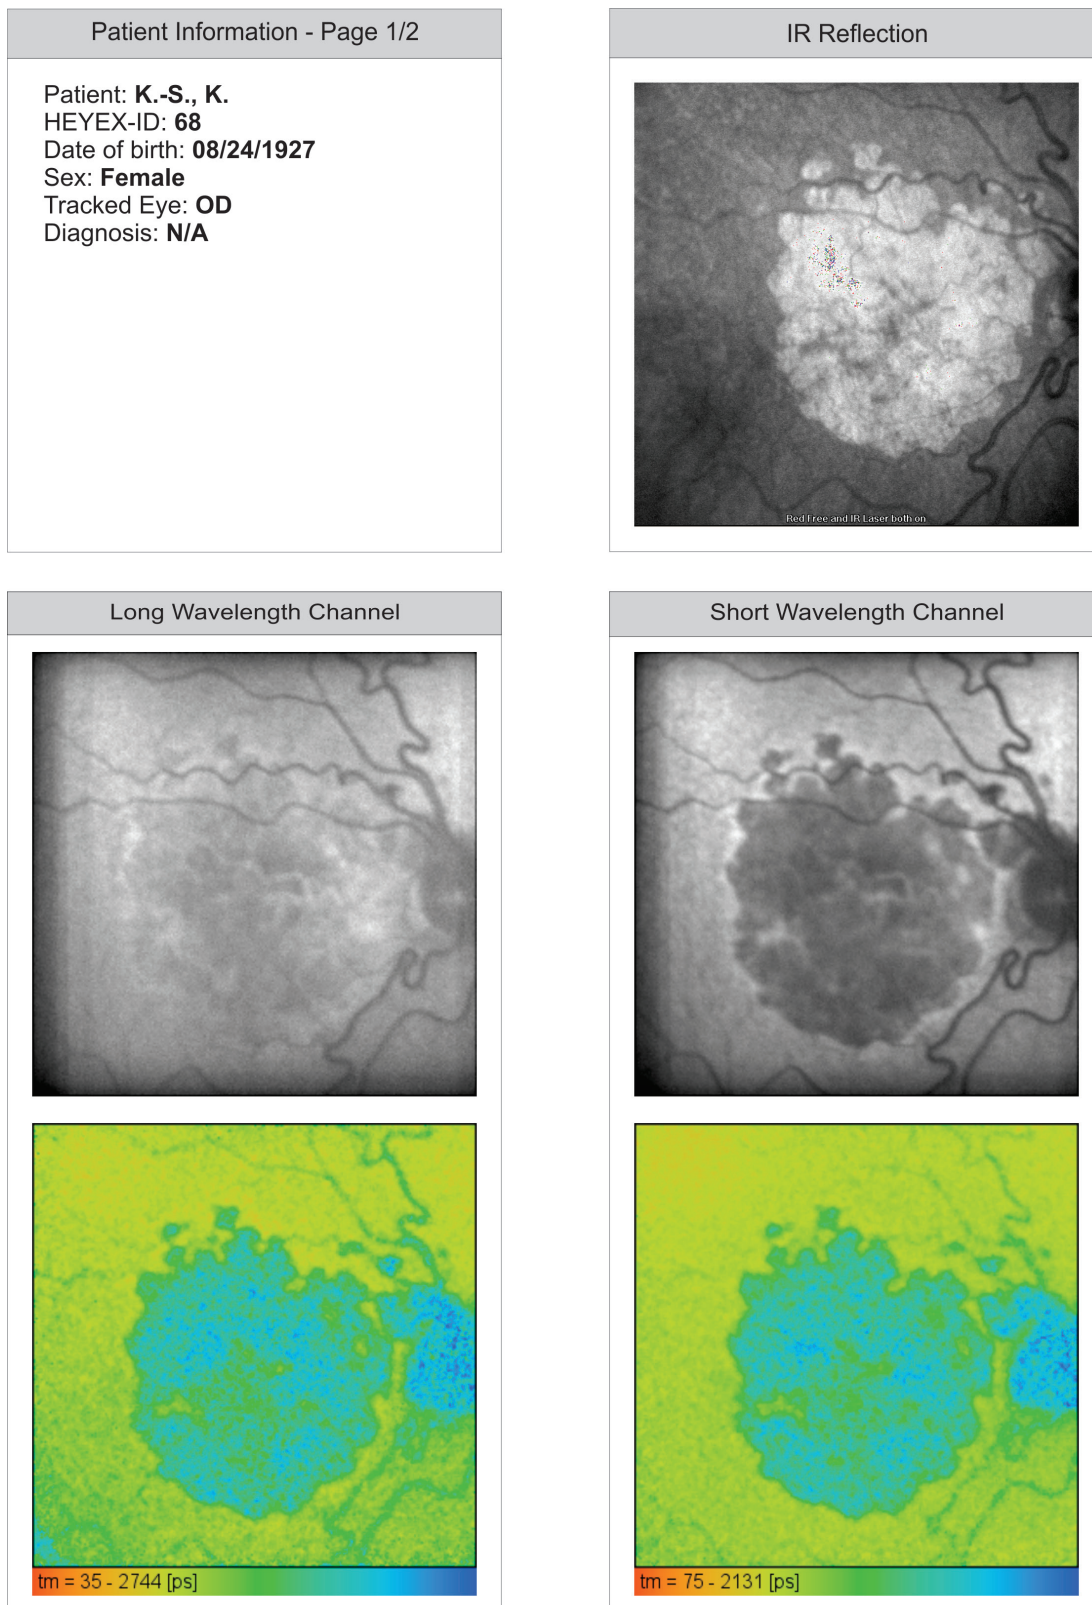 Patient Information - Page 1/2
Patient: K.-S., K.
HEYEX-ID: 68
Date of birth: 08/24/1927
Sex: Female
Tracked Eye: OD
Diagnosis: N/A
IR Reflection
Red Free and IR Laser both on
Long Wavelength Channel
Short Wavelength Channel
tm = 35 - 2744 [ps]
tm = 75 - 2131 [ps]